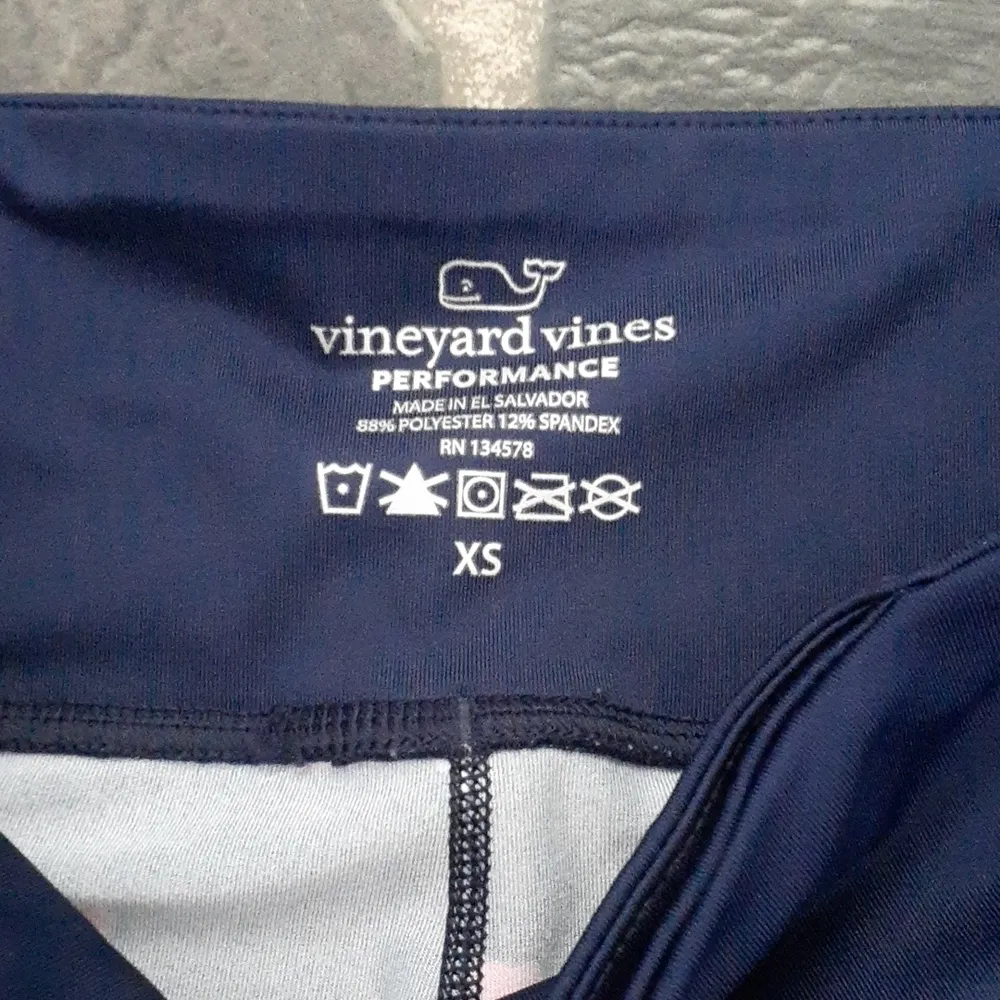 vineyard vines
PERFORMANCE
MADE IN EL SALVADOR
88% POLYESTER 12% SPANDEX
RN 134578
XS